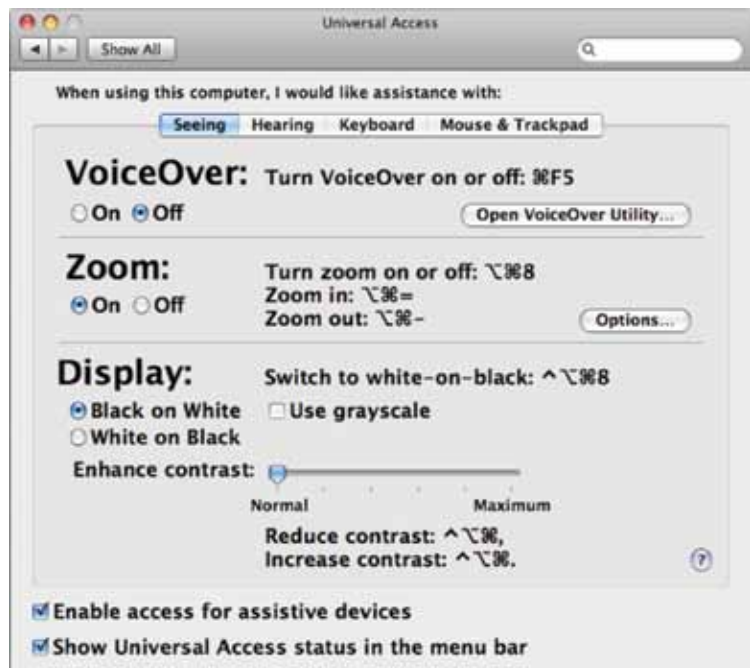 Universal Access
Show All
When using this computer, I would like assistance with:
Seeing Hearing Keyboard Mouse & Trackpad
VoiceOver: Turn VoiceOver on or off: ⌘F5
On Off Open VoiceOver Utility...
Zoom: Turn zoom on or off: ⌥⌘8
On Off Zoom in: ⌥⌘=
Zoom out: ⌥⌘- Options...
Display: Switch to white-on-black: ^⌥⌘8
Black on White Use grayscale
White on Black
Enhance contrast:
Normal Maximum
Reduce contrast: ^⌥⌘,
Increase contrast: ^⌥⌘. ?
Enable access for assistive devices
Show Universal Access status in the menu bar